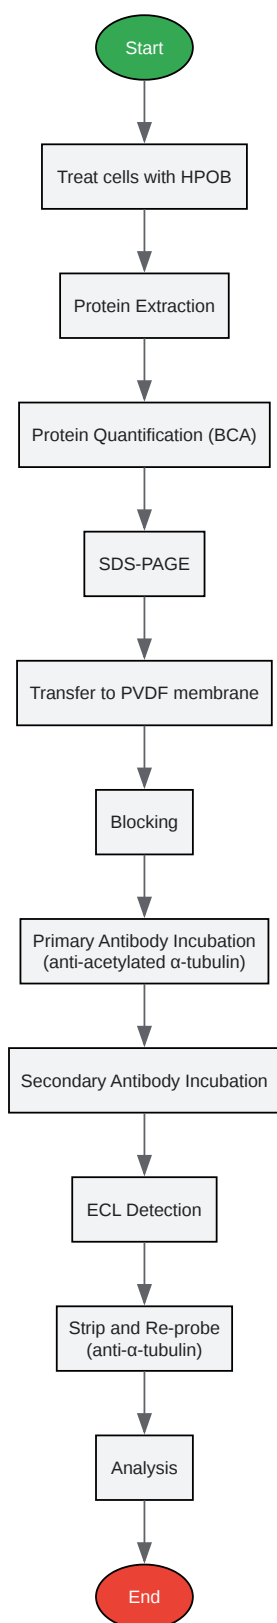 Start
Treat cells with HPOB
Protein Extraction
Protein Quantification (BCA)
SDS-PAGE
Transfer to PVDF membrane
Blocking
Primary Antibody Incubation
(anti-acetylated α-tubulin)
Secondary Antibody Incubation
ECL Detection
Strip and Re-probe
(anti-α-tubulin)
Analysis
End